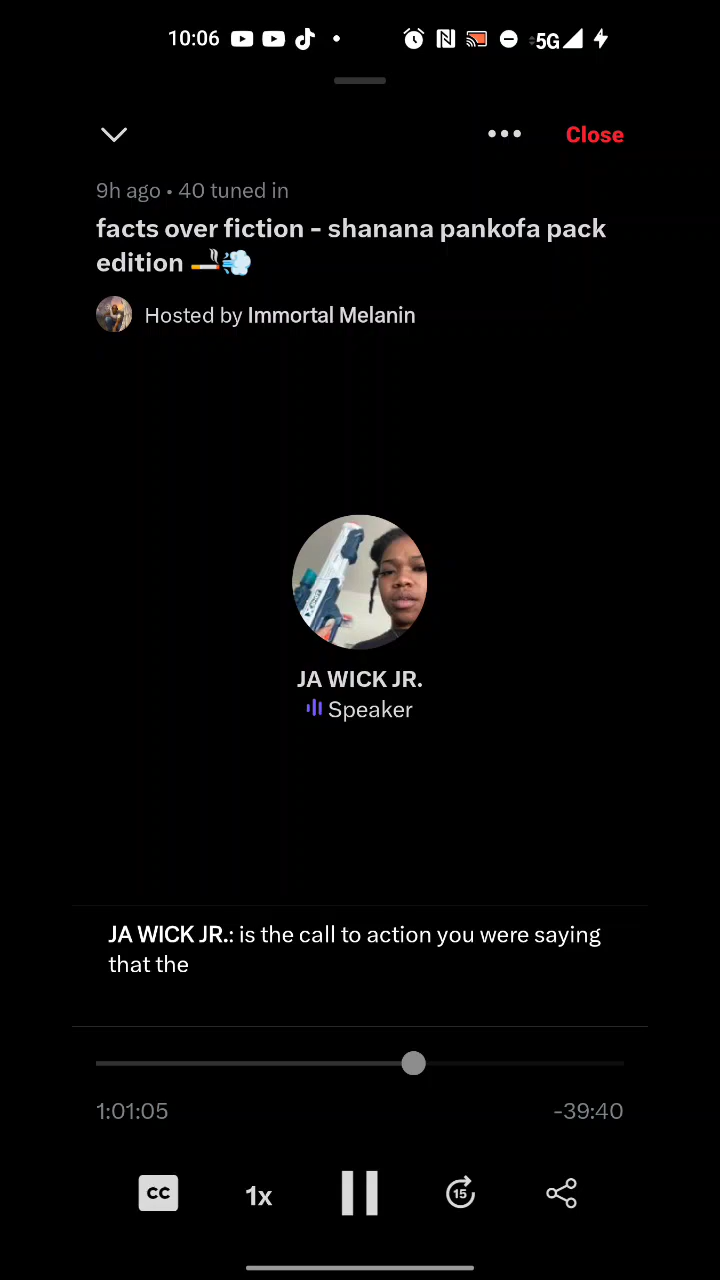 10:06
5G
Close
9h ago • 40 tuned in
facts over fiction - shanana pankofa pack
edition 🚬💨
Hosted by Immortal Melanin
JA WICK JR.
Speaker
JA WICK JR.: is the call to action you were saying
that the
1:01:05
-39:40
CC
1x
15